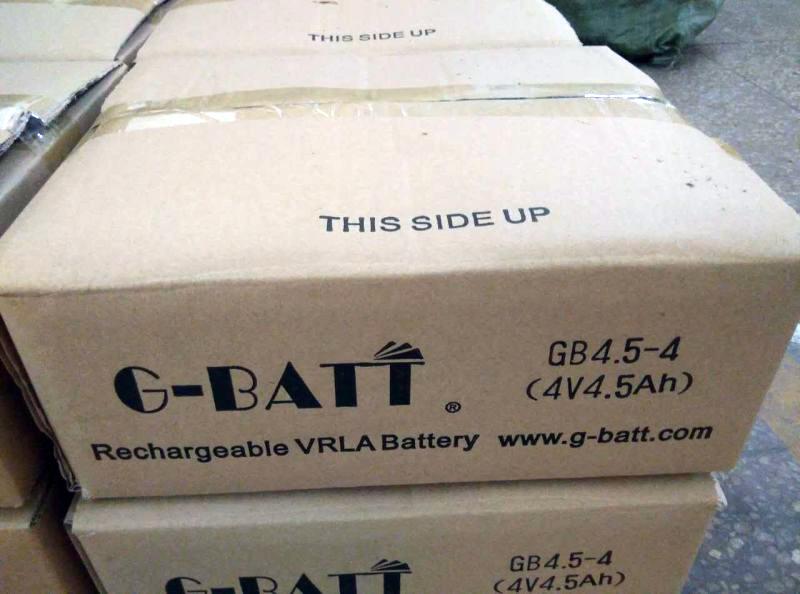 THIS SIDE UP
THIS SIDE UP
G-BATT ®
GB4.5-4
(4V4.5Ah)
Rechargeable VRLA Battery www.g-batt.com
G-BATT
GB4.5-4
(4V4.5Ah)